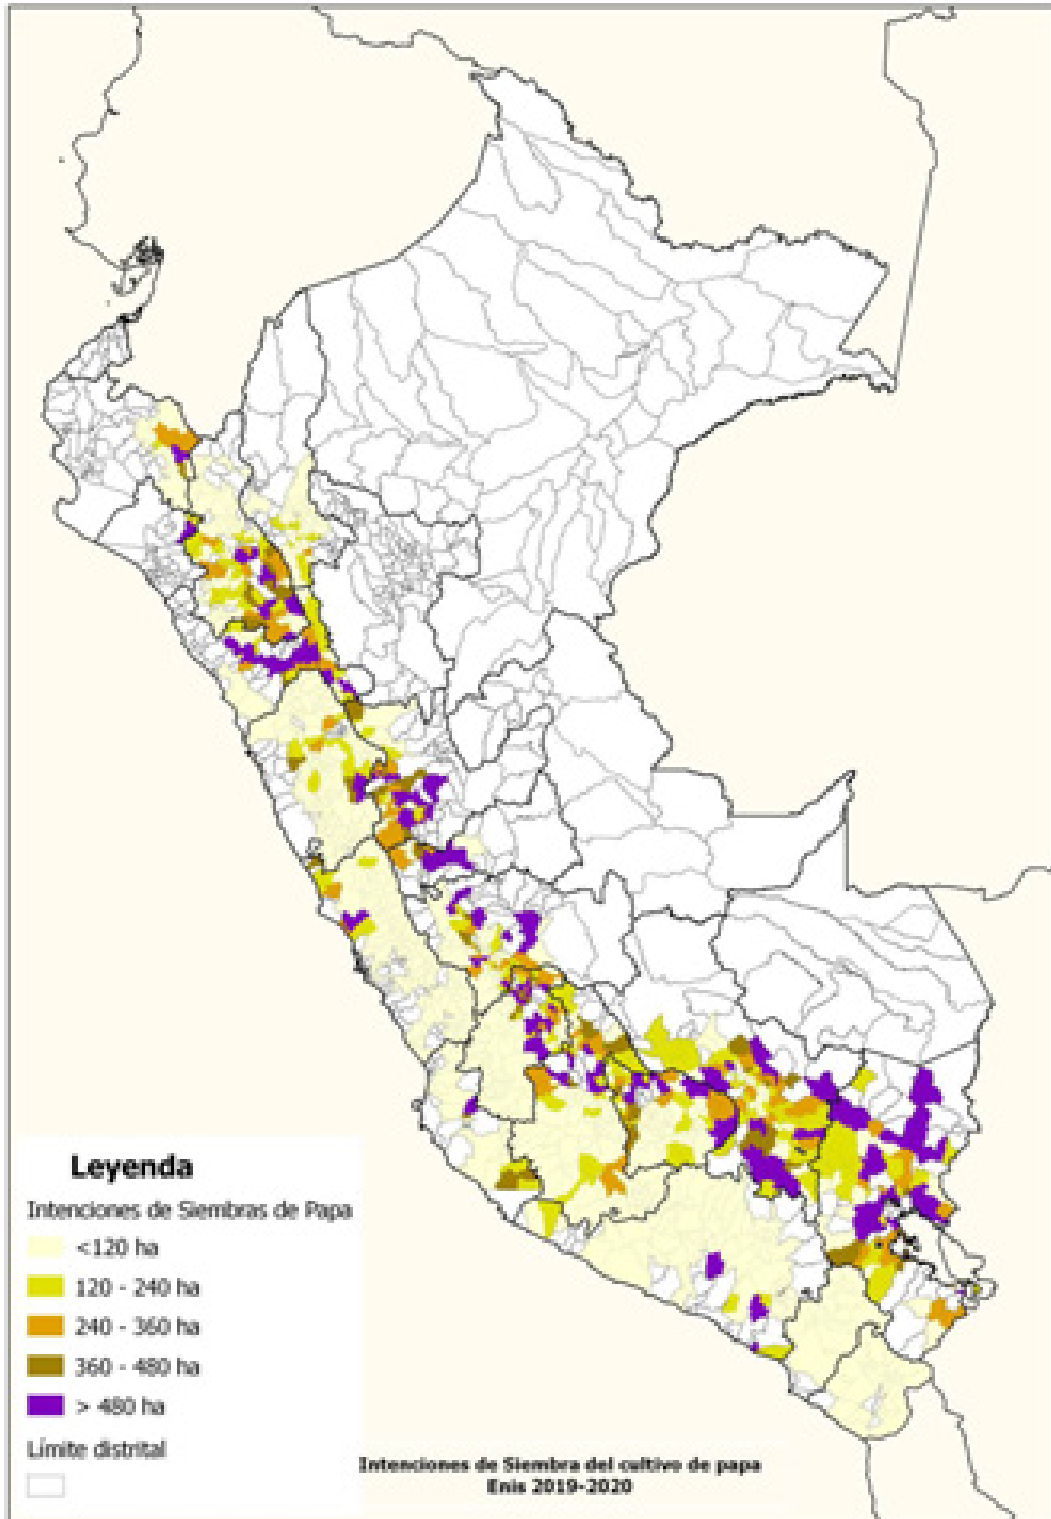 Leyenda
Intenciones de Siembras de Papa
<120 ha
120 - 240 ha
240 - 360 ha
360 - 480 ha
> 480 ha
Límite distrital
Intenciones de Siembra del cultivo de papa
Enis 2019-2020